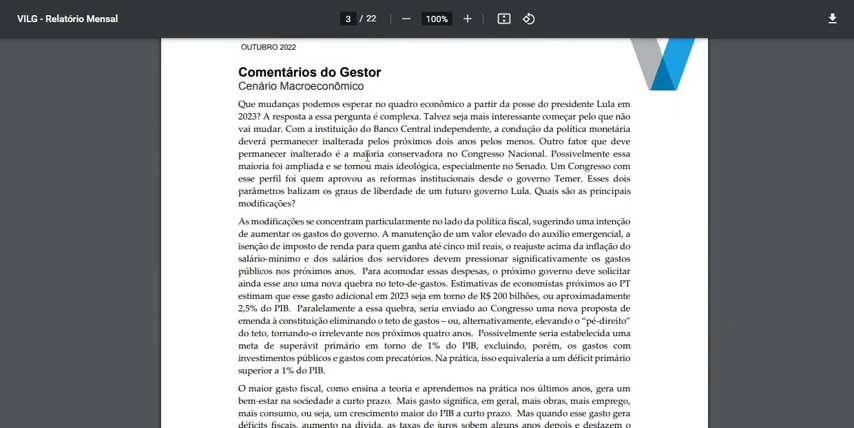 VILG - Relatório Mensal
3 / 22
100%
OUTUBRO 2022
Comentários do Gestor
Cenário Macroeconômico
Que mudanças podemos esperar no quadro econômico a partir da posse do presidente Lula em
2023? A resposta a essa pergunta é complexa. Talvez seja mais interessante começar pelo que não
vai mudar. Com a instituição do Banco Central independente, a condução da política monetária
deverá permanecer inalterada pelos próximos dois anos pelos menos. Outro fator que deve
permanecer inalterado é a maioria conservadora no Congresso Nacional. Possivelmente essa
maioria foi ampliada e se tornou mais ideológica, especialmente no Senado. Um Congresso com
esse perfil foi quem aprovou as reformas institucionais desde o governo Temer. Esses dois
parâmetros balizam os graus de liberdade de um futuro governo Lula. Quais são as principais
modificações?
As modificações se concentram particularmente no lado da política fiscal, sugerindo uma intenção
de aumentar os gastos do governo. A manutenção de um valor elevado do auxílio emergencial, a
isenção de imposto de renda para quem ganha até cinco mil reais, o reajuste acima da inflação do
salário-mínimo e dos salários dos servidores devem pressionar significativamente os gastos
públicos nos próximos anos. Para acomodar essas despesas, o próximo governo deve solicitar
ainda esse ano uma nova quebra no teto-de-gastos. Estimativas de economistas próximos ao PT
estimam que esse gasto adicional em 2023 seja em torno de R$ 200 bilhões, ou aproximadamente
2,5% do PIB. Paralelamente a essa quebra, seria enviado ao Congresso uma nova proposta de
emenda à constituição eliminando o teto de gastos – ou, alternativamente, elevando o “pé-direito”
do teto, tornando-o irrelevante nos próximos quatro anos. Possivelmente seria estabelecida uma
meta de superávit primário em torno de 1% do PIB, excluindo, porém, os gastos com
investimentos públicos e gastos com precatórios. Na prática, isso equivaleria a um déficit primário
superior a 1% do PIB.
O maior gasto fiscal, como ensina a teoria e aprendemos na prática nos últimos anos, gera um
bem-estar na sociedade a curto prazo. Mais gasto significa, em geral, mais obras, mais emprego,
mais consumo, ou seja, um crescimento maior do PIB a curto prazo. Mas quando esse gasto gera
déficits fiscais, aumento na dívida, as taxas de juros sobem alguns anos depois e desfazem o